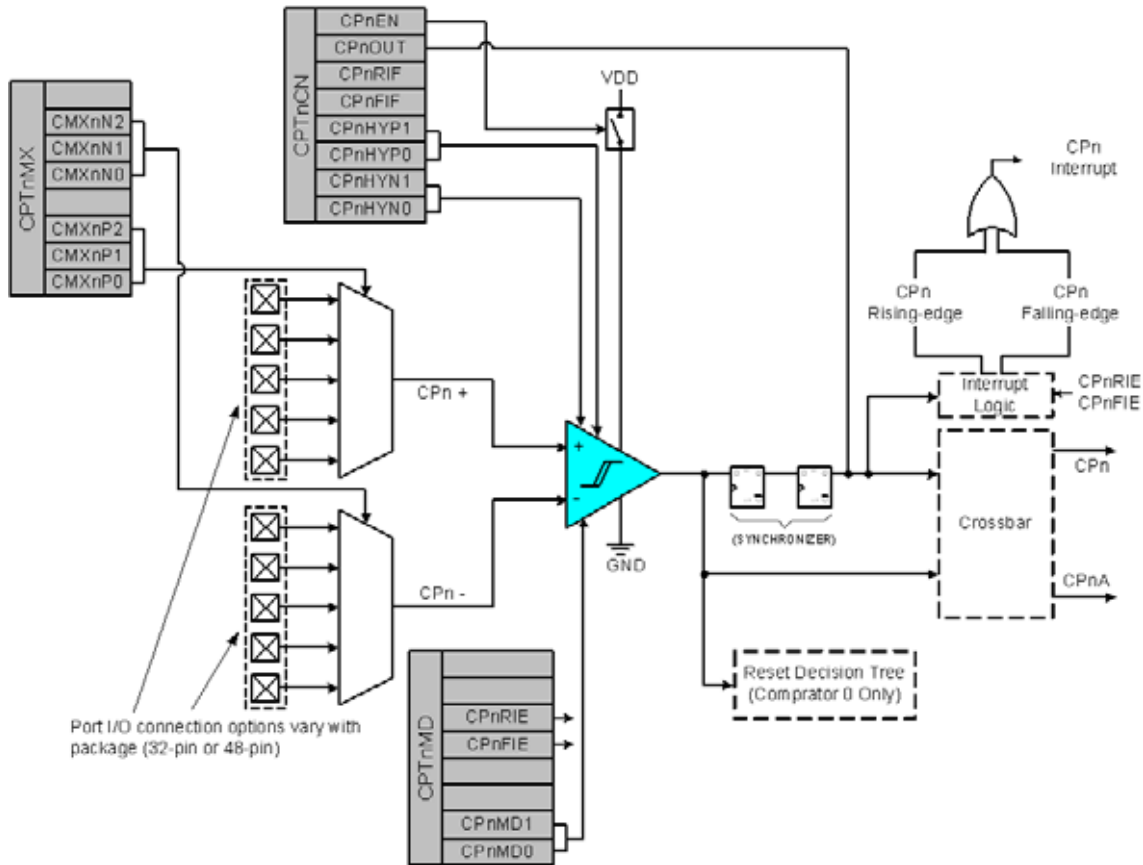 CPTnCN
CPnEN
CPnOUT
CPnRIF
CPnFIF
CPnHYP1
CPnHYP0
CPnHYN1
CPnHYN0
VDD
CPTnMX
CMXnN2
CMXnN1
CMXnN0
CMXnP2
CMXnP1
CMXnP0
CPn
Interrupt
CPn
Rising-edge
CPn
Falling-edge
Interrupt
Logic
CPnRIE
CPnFIE
CPn +
+
-
CPn -
GND
(SYNCHRONIZER)
Crossbar
CPn
CPnA
Reset Decision Tree
(Comprator 0 Only)
Port I/O connection options vary with
package (32-pin or 48-pin)
CPTnMD
CPnRIE
CPnFIE
CPnMD1
CPnMD0